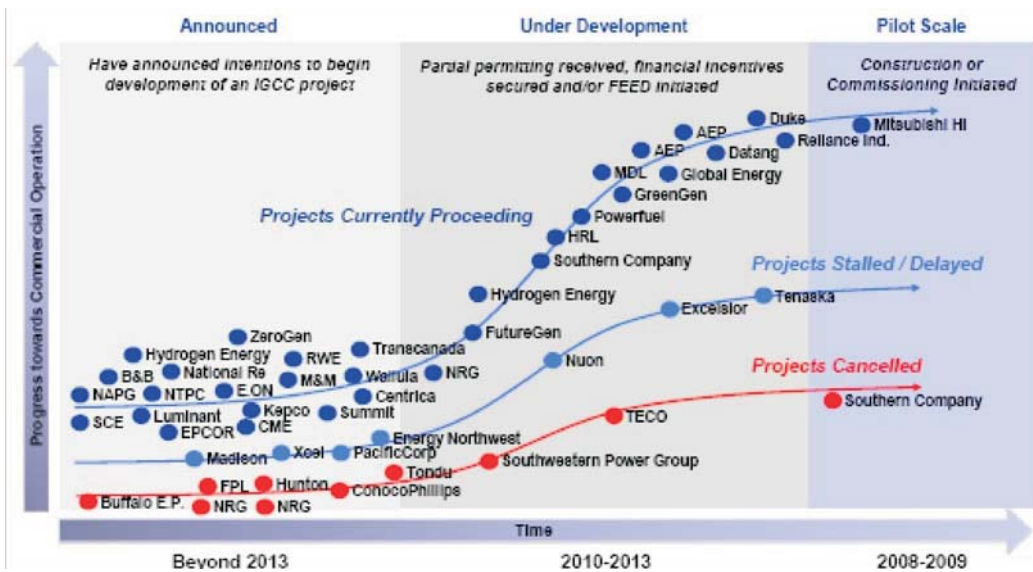 Announced
Under Development
Pilot Scale
Have announced intentions to begin
development of an IGCC project
Partial permitting received, financial incentives
secured and/or FEED initiated
Construction or
Commissioning Initiated
Progress towards Commercial Operation
Duke
Mitsubishi HI
AEP
Reliance Ind.
AEP
Datang
MDL
Global Energy
GreenGen
Projects Currently Proceeding
Powerfuel
HRL
Southern Company
Projects Stalled / Delayed
Hydrogen Energy
Tenaska
Excelsior
ZeroGen
FutureGen
Hydrogen Energy
Transcanada
RWE
Nuon
Projects Cancelled
B&B
National Re
M&M
Wallula
NRG
NAPG
NTPC
E.ON
Centrica
Southern Company
SCE
Luminant
Kepco
Summit
TECO
EPCOR
CME
Energy Northwest
Madison
Xcel
PacificCorp
Southwestern Power Group
Tondu
FPL
Hunton
ConocoPhillips
Buffalo E.P.
NRG
NRG
Time
Beyond 2013
2010-2013
2008-2009